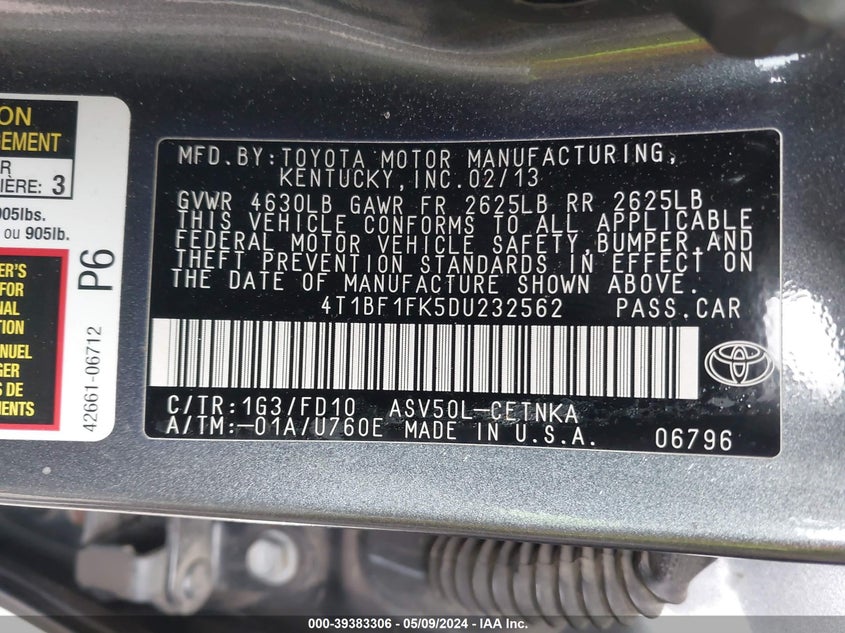 ON
GEMENT
R
IÈRE: 3
905lbs.
ou 905lb.
ER'S
FOR
NAL
TION
NUEL
R
S DE
EMENTS
P6
42661-06712
MFD.BY:TOYOTA MOTOR MANUFACTURING,
KENTUCKY,INC.02/13
GVWR 4630LB GAWR FR 2625LB RR 2625LB
THIS VEHICLE CONFORMS TO ALL APPLICABLE
FEDERAL MOTOR VEHICLE SAFETY,BUMPER,AND
THEFT PREVENTION STANDARDS IN EFFECT ON
THE DATE OF MANUFACTURE SHOWN ABOVE.
4T1BF1FK5DU232562 PASS.CAR
C/TR:1G3/FD10 ASV50L-CETNKA
A/TM:-01A/U760E MADE IN U.S.A. 06796
000-39383306 - 05/09/2024 - IAA Inc.